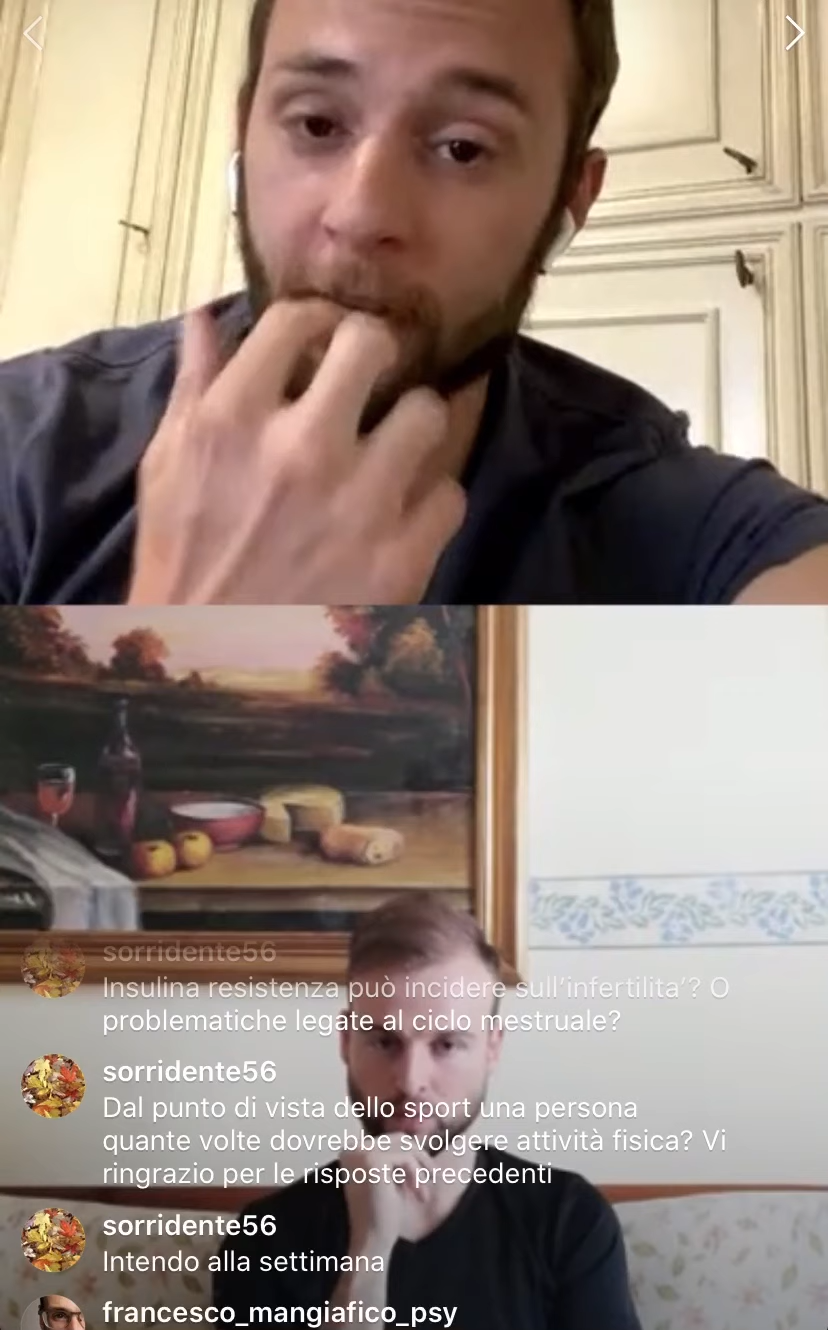 sorridente56
Insulina resistenza può incidere sull'infertilita'? O
problematiche legate al ciclo mestruale?
sorridente56
Dal punto di vista dello sport una persona
quante volte dovrebbe svolgere attività fisica? Vi
ringrazio per le risposte precedenti
sorridente56
Intendo alla settimana
francesco_mangiafico_psy